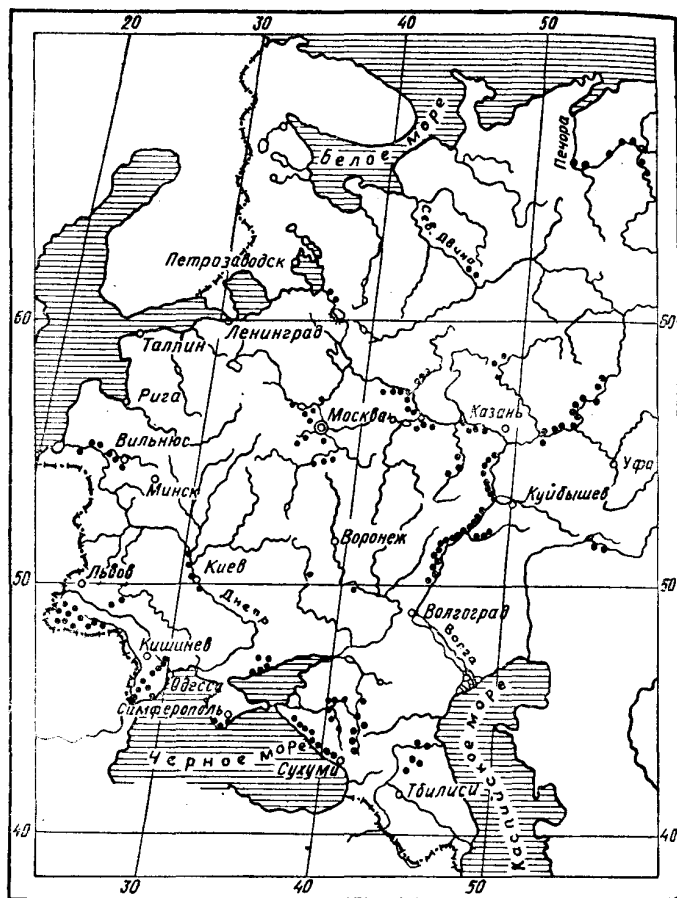 20 30 40 50
Белое море
Печора
Сев. Двина
Петрозаводск
60 60
Ленинград
Таллин
Рига
Москва
Казань
Вильнюс
Уфа
Минск
Куйбышев
Воронеж
Львов
Киев
50 50
Днепр
Волгоград
Волга
Кишинев
Одесса
Симферополь
Черное море
Сухуми
Каспийское море
Тбилиси
40 40
30 40 50